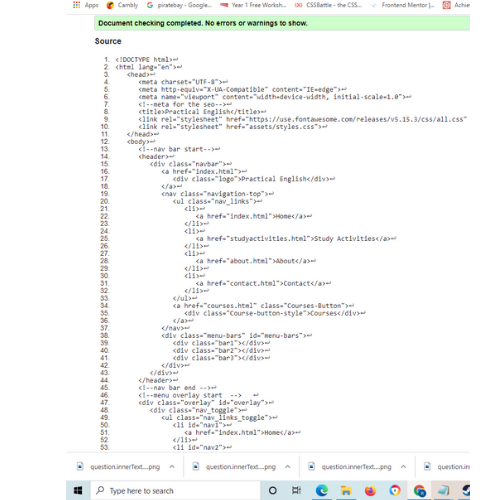 Apps Cambly piratebay - Google... Year 1 Free Worksh... CSSBattle - the CSS... Frontend Mentor |... Achie
Document checking completed. No errors or warnings to show.
Source
1. <!DOCTYPE html>↩
2. <html lang="en">↩
3. <head>↩
4. <meta charset="UTF-8">↩
5. <meta http-equiv="X-UA-Compatible" content="IE=edge">↩
6. <meta name="viewport" content="width=device-width, initial-scale=1.0">↩
7. <!--meta for the seo-->↩
8. <title>Practical English</title>↩
9. <link rel="stylesheet" href="https://use.fontawesome.com/releases/v5.15.3/css/all.css"
10. <link rel="stylesheet" href="assets/styles.css">↩
11. </head>↩
12. <body>↩
13. <!--nav bar start-->↩
14. <header>↩
15. <div class="navbar">↩
16. <a href="index.html">↩
17. <div class="logo">Practical English</div>↩
18. </a>↩
19. <nav class="navigation-top">↩
20. <ul class="nav_links">↩
21. <li>↩
22. <a href="index.html">Home</a>↩
23. </li>↩
24. <li>↩
25. <a href="studyactivities.html">Study Activities</a>↩
26. </li>↩
27. <li>↩
28. <a href="about.html">About</a>↩
29. </li>↩
30. <li>↩
31. <a href="contact.html">Contact</a>↩
32. </li>↩
33. </ul>↩
34. <a href="courses.html" class="Courses-Button">↩
35. <div class="Course-button-style">Courses</div>↩
36. </a>↩
37. </nav>↩
38. <div class="menu-bars" id="menu-bars">↩
39. <div class="bar1"></div>↩
40. <div class="bar2"></div>↩
41. <div class="bar3"></div>↩
42. </div>↩
43. </div>↩
44. </header>↩
45. <!--nav bar end -->↩
46. <!--menu overlay start --> ↩
47. <div class="overlay" id="overlay">↩
48. <div class="nav_toggle">↩
49. <ul class="nav_links_toggle">↩
50. <li id="nav1">↩
51. <a href="index.html">Home</a>↩
52. </li>↩
53. <li id="nav2">↩
question.innerText....png question.innerText....png question.innerText....png question.in
Type here to search